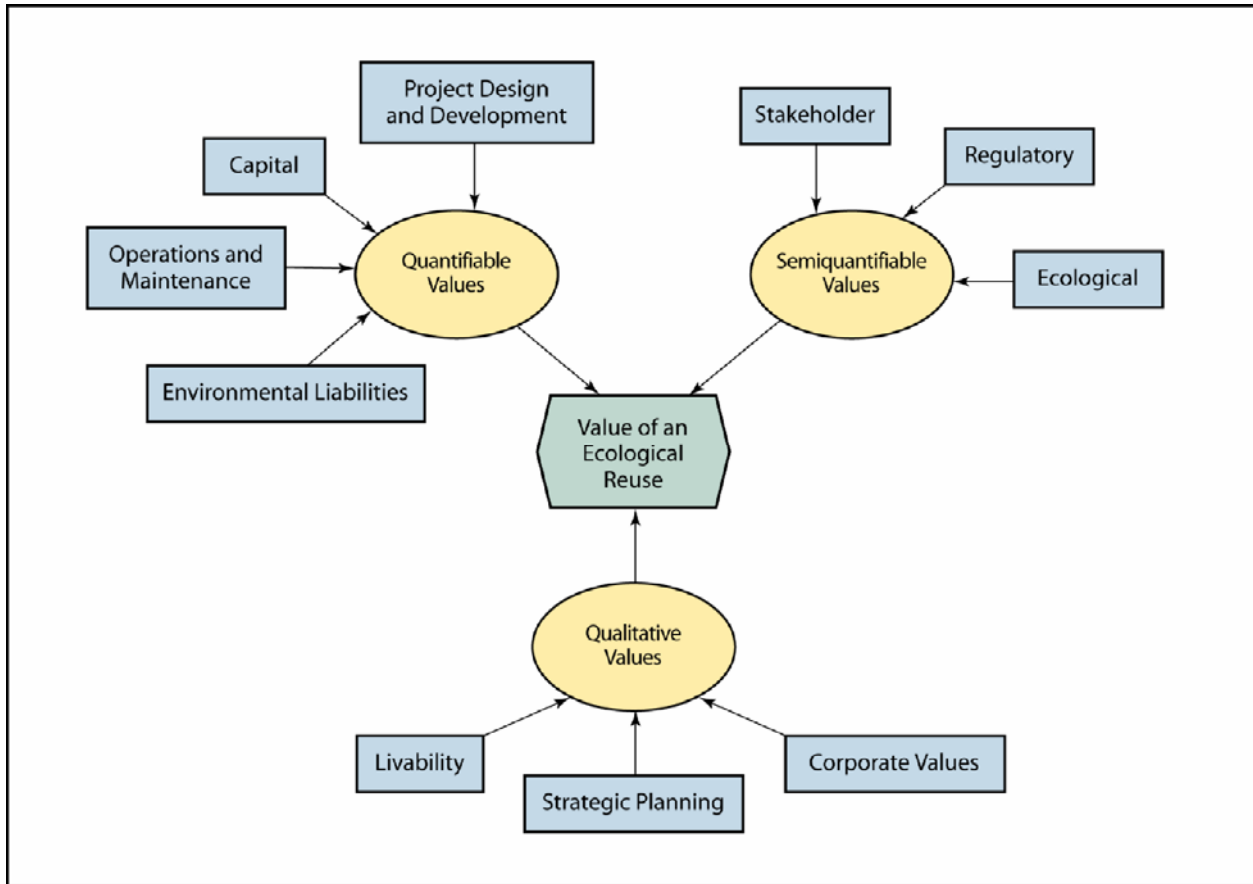 Project Design
and Development
Stakeholder
Capital
Regulatory
Operations and
Maintenance
Quantifiable
Values
Semiquantifiable
Values
Ecological
Environmental Liabilities
Value of an
Ecological
Reuse
Qualitative
Values
Livability
Strategic Planning
Corporate Values